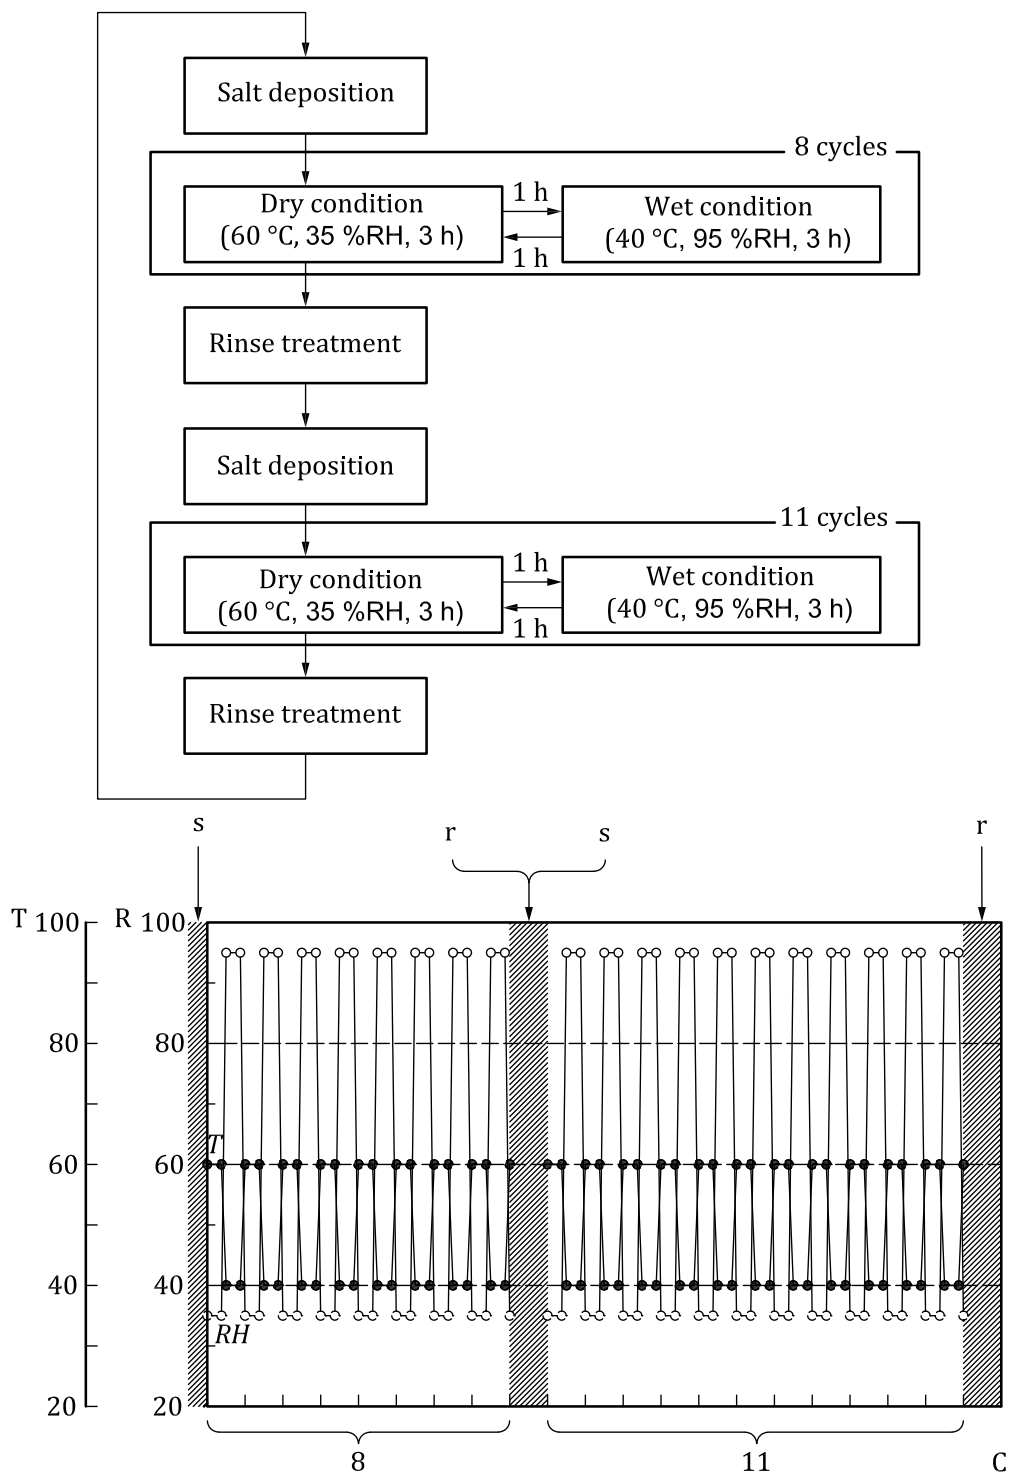 Salt deposition
8 cycles
Dry condition
(60 °C, 35 %RH, 3 h)
1 h
1 h
Wet condition
(40 °C, 95 %RH, 3 h)
Rinse treatment
Salt deposition
11 cycles
Dry condition
(60 °C, 35 %RH, 3 h)
1 h
1 h
Wet condition
(40 °C, 95 %RH, 3 h)
Rinse treatment
s
r
s
r
T 100
R 100
80
80
T
60
60
40
40
RH
20
20
8
11
C